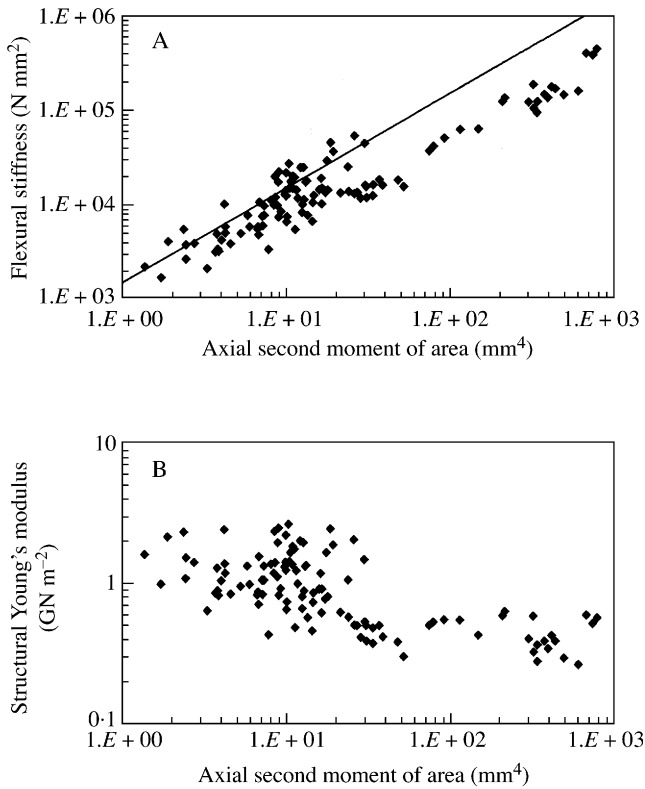 1.E + 06
A
1.E + 05
1.E + 04
1.E + 03
Flexural stiffness (N mm²)
1.E + 00 1.E + 01 1.E + 02 1.E + 03
Axial second moment of area (mm⁴)
10
B
1
0·1
Structural Young's modulus
(GN m⁻²)
1.E + 00 1.E + 01 1.E + 02 1.E + 03
Axial second moment of area (mm⁴)